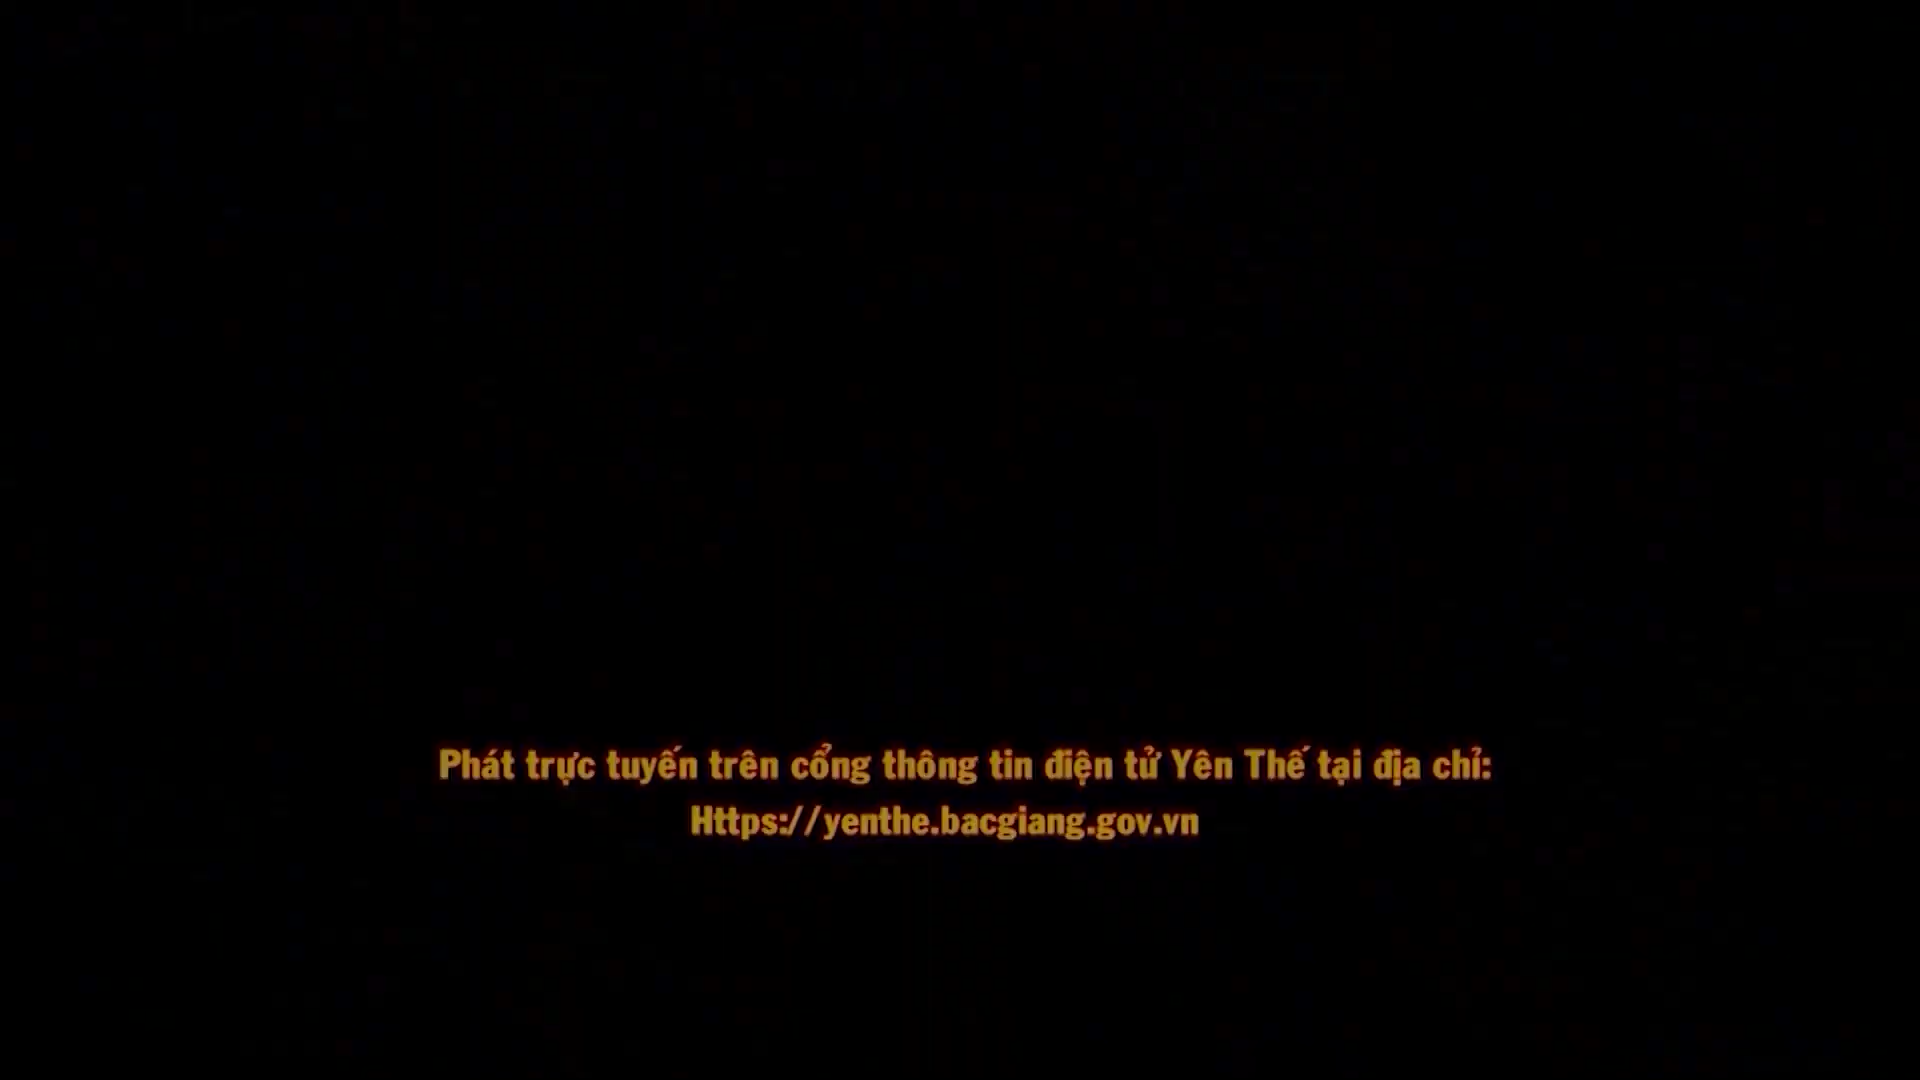 Phát trực tuyến trên cổng thông tin điện tử Yên Thế tại địa chỉ:
Https://yenthe.bacgiang.gov.vn